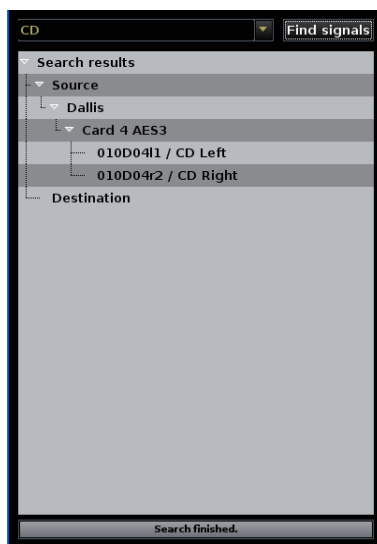 CD
Find signals
Search results
Source
Dallis
Card 4 AES3
010D04l1 / CD Left
010D04r2 / CD Right
Destination
Search finished.